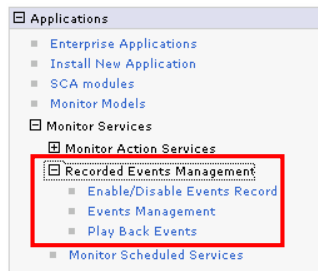 Applications
Enterprise Applications
Install New Application
SCA modules
Monitor Models
Monitor Services
Monitor Action Services
Recorded Events Management
Enable/Disable Events Record
Events Management
Play Back Events
Monitor Scheduled Services